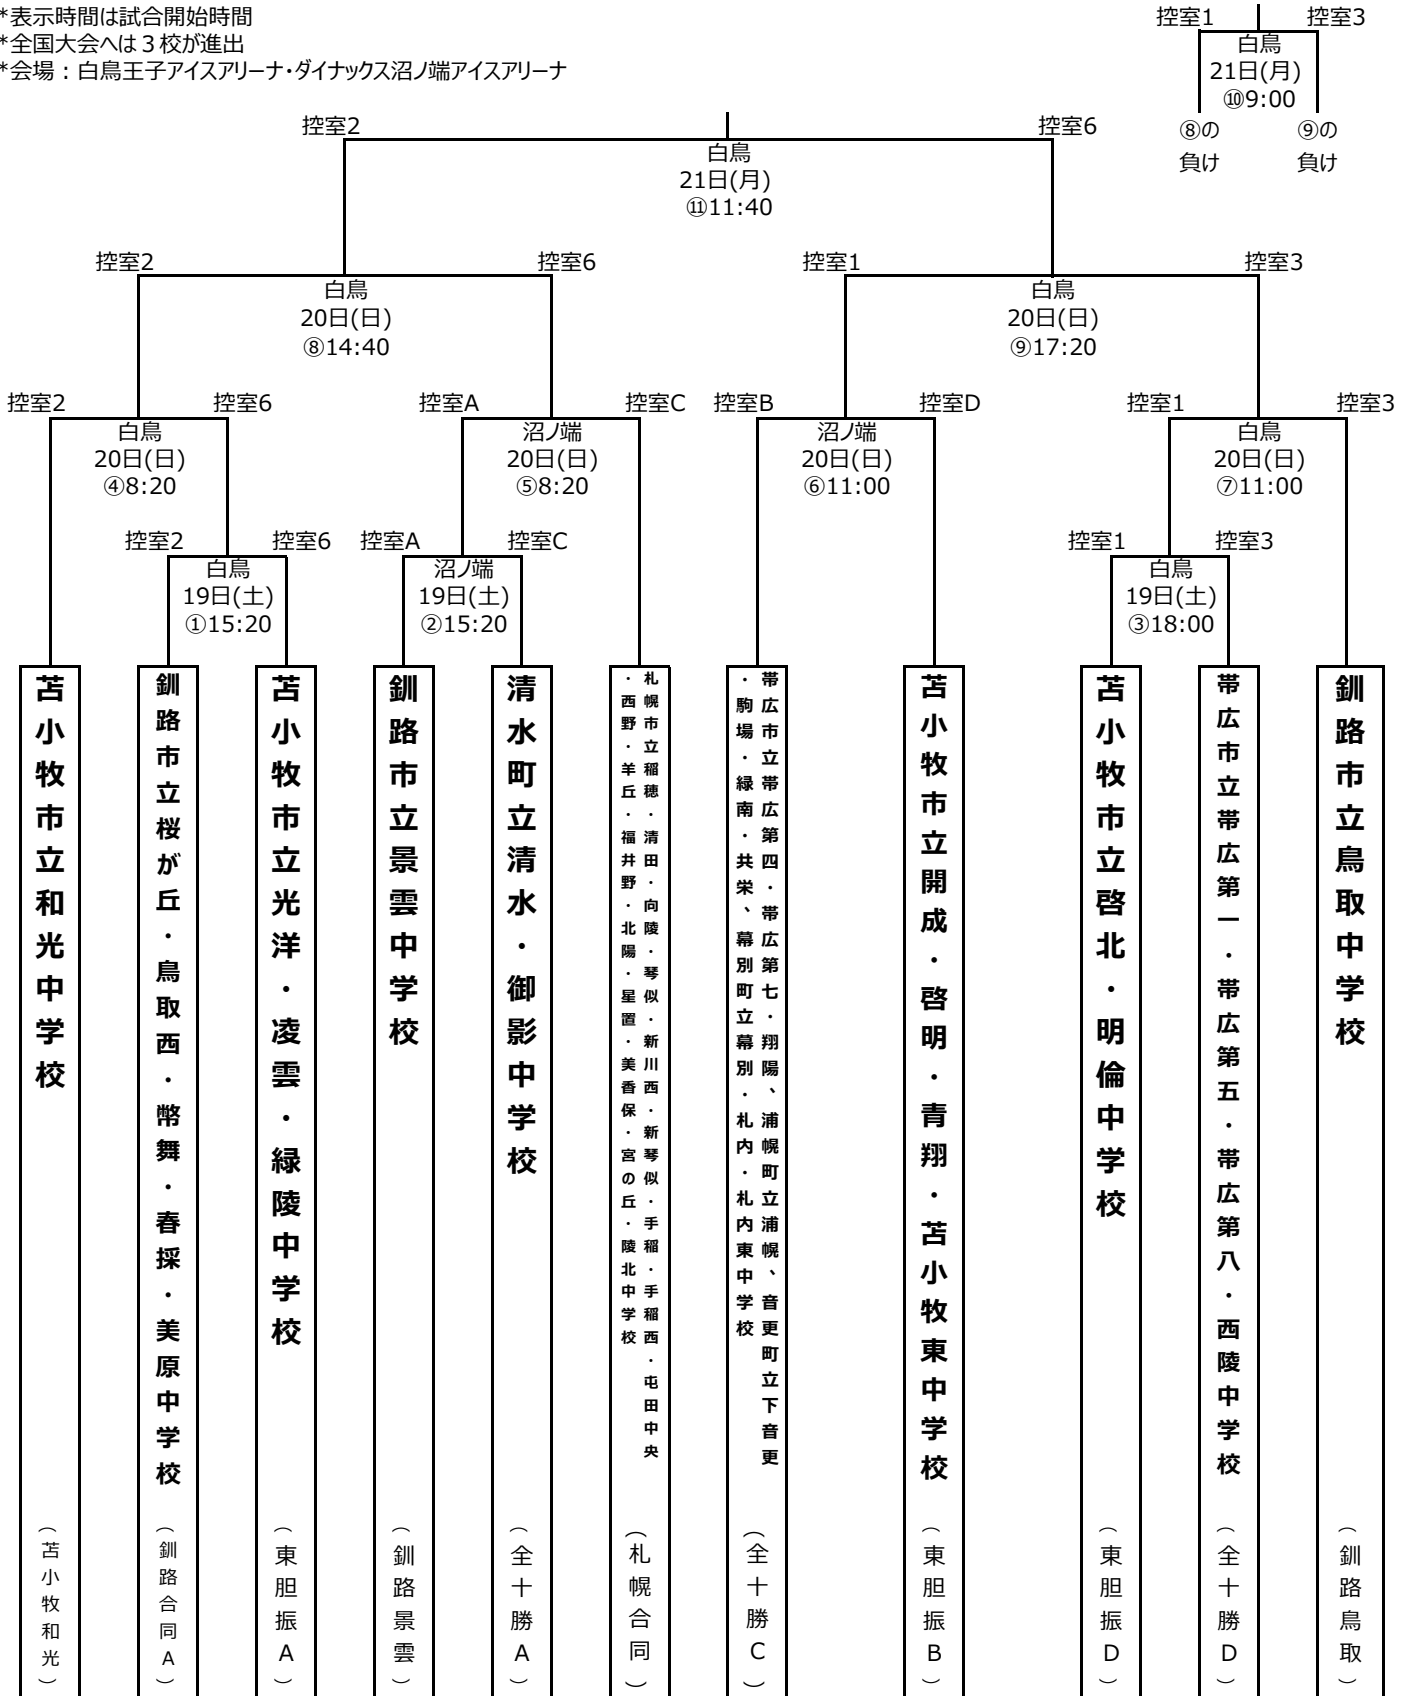 *表示時間は試合開始時間
*全国大会へは３校が進出
*会場：白鳥王子アイスアリーナ・ダイナックス沼ノ端アイスアリーナ
控室1
控室3
白鳥
21日(月)
⑩9:00
⑧の
負け
⑨の
負け
控室2
控室6
白鳥
21日(月)
⑪11:40
控室2
控室6
白鳥
20日(日)
⑧14:40
控室1
控室3
白鳥
20日(日)
⑨17:20
控室2
控室6
白鳥
20日(日)
④8:20
控室A
控室C
沼ノ端
20日(日)
⑤8:20
控室B
控室D
沼ノ端
20日(日)
⑥11:00
控室1
控室3
白鳥
20日(日)
⑦11:00
控室2
控室6
白鳥
19日(土)
①15:20
控室A
控室C
沼ノ端
19日(土)
②15:20
控室1
控室3
白鳥
19日(土)
③18:00
苫小牧市立和光中学校
（苫小牧和光）
釧路市立桜が丘・鳥取西・幣舞・春採・美原中学校
（釧路合同A）
苫小牧市立光洋・凌雲・緑陵中学校
（東胆振A）
釧路市立景雲中学校
（釧路景雲）
清水町立清水・御影中学校
（全十勝A）
札幌市立稲穂・清田・向陵・琴似・新川西・新琴似・手稲・手稲西・屯田中央
・西野・羊丘・福井野・北陽・星置・美香保・宮の丘・陵北中学校
（札幌合同）
帯広市立帯広第四・帯広第七・翔陽、浦幌町立浦幌、音更町立下音更
・駒場・緑南・共栄、幕別町立幕別・札内・札内東中学校
（全十勝C）
苫小牧市立開成・啓明・青翔・苫小牧東中学校
（東胆振B）
苫小牧市立啓北・明倫中学校
（東胆振D）
帯広市立帯広第一・帯広第五・帯広第八・西陵中学校
（全十勝D）
釧路市立鳥取中学校
（釧路鳥取）